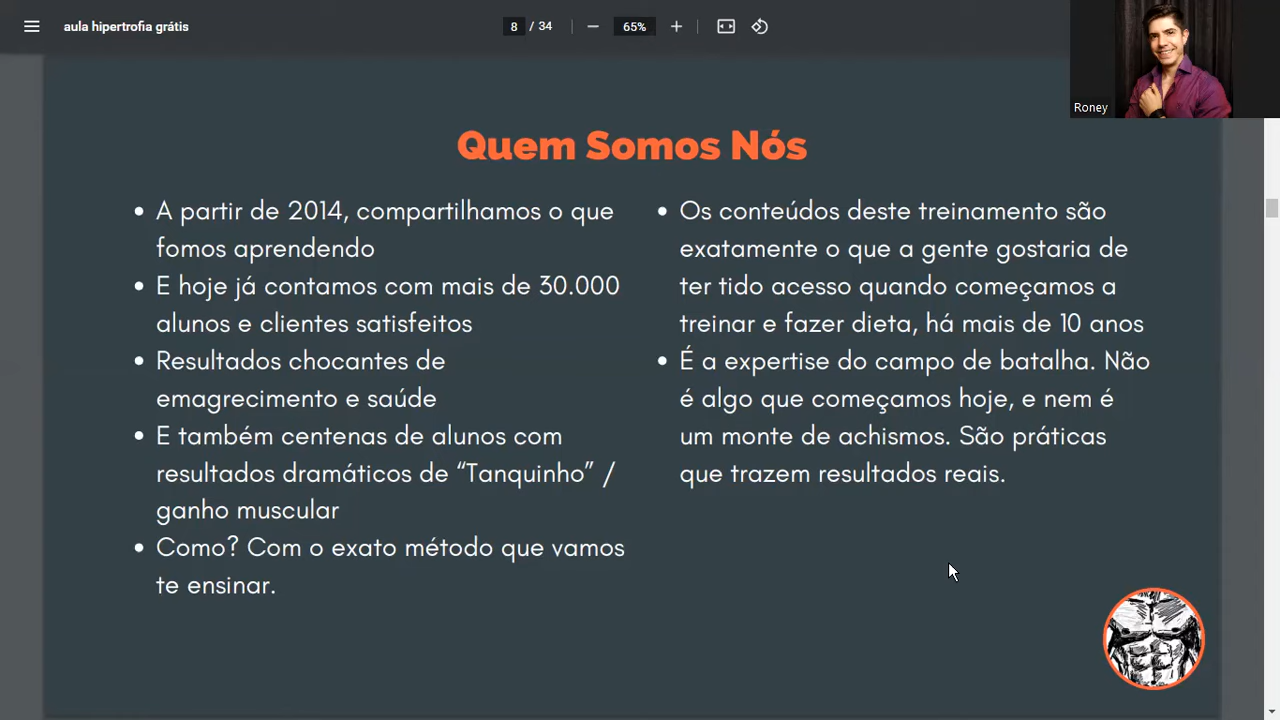 aula hipertrofia grátis
8 / 34
65%
Roney
Quem Somos Nós
A partir de 2014, compartilhamos o que
fomos aprendendo
E hoje já contamos com mais de 30.000
alunos e clientes satisfeitos
Resultados chocantes de
emagrecimento e saúde
E também centenas de alunos com
resultados dramáticos de “Tanquinho” /
ganho muscular
Como? Com o exato método que vamos
te ensinar.
Os conteúdos deste treinamento são
exatamente o que a gente gostaria de
ter tido acesso quando começamos a
treinar e fazer dieta, há mais de 10 anos
É a expertise do campo de batalha. Não
é algo que começamos hoje, e nem é
um monte de achismos. São práticas
que trazem resultados reais.